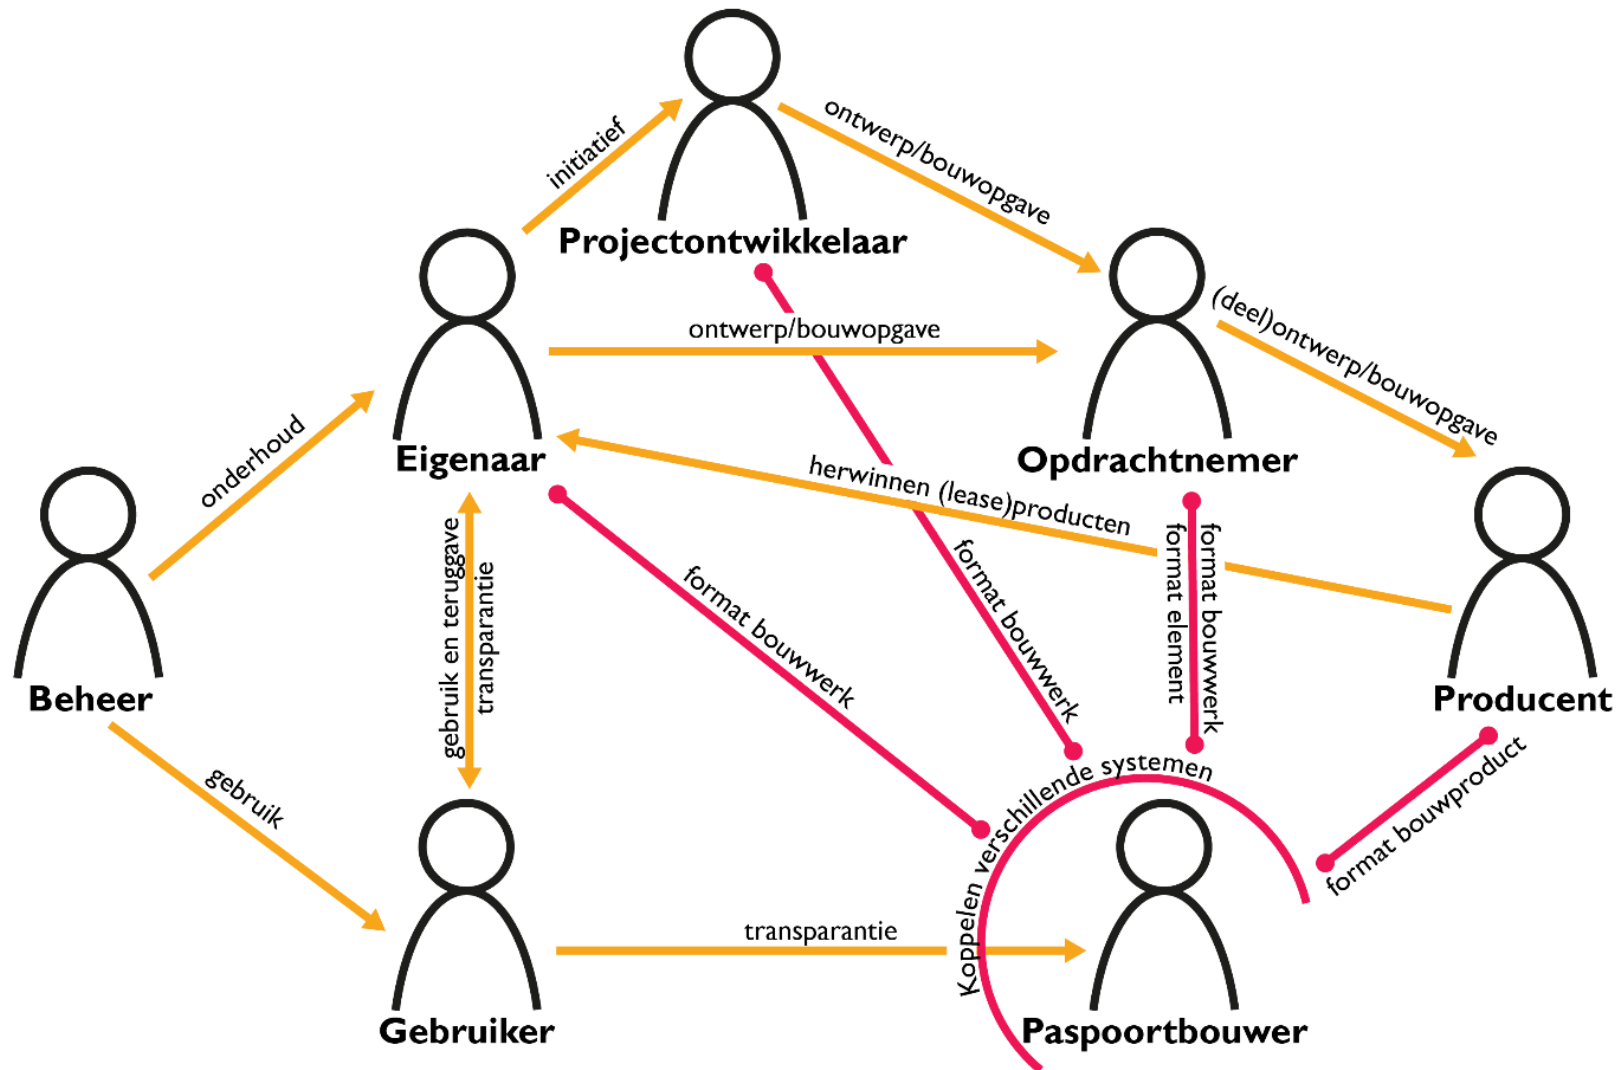 initiatief
ontwerp/bouwopgave
Projectontwikkelaar
ontwerp/bouwopgave
(deel)ontwerp/bouwopgave
onderhoud
Eigenaar
Opdrachtnemer
herwinnen (lease)producten
gebruik en teruggave
transparantie
format bouwwerk
format bouwwerk
format bouwwerk
format element
Beheer
Producent
gebruik
format bouwproduct
Koppelen verschillende systemen
transparantie
Gebruiker
Paspoortbouwer